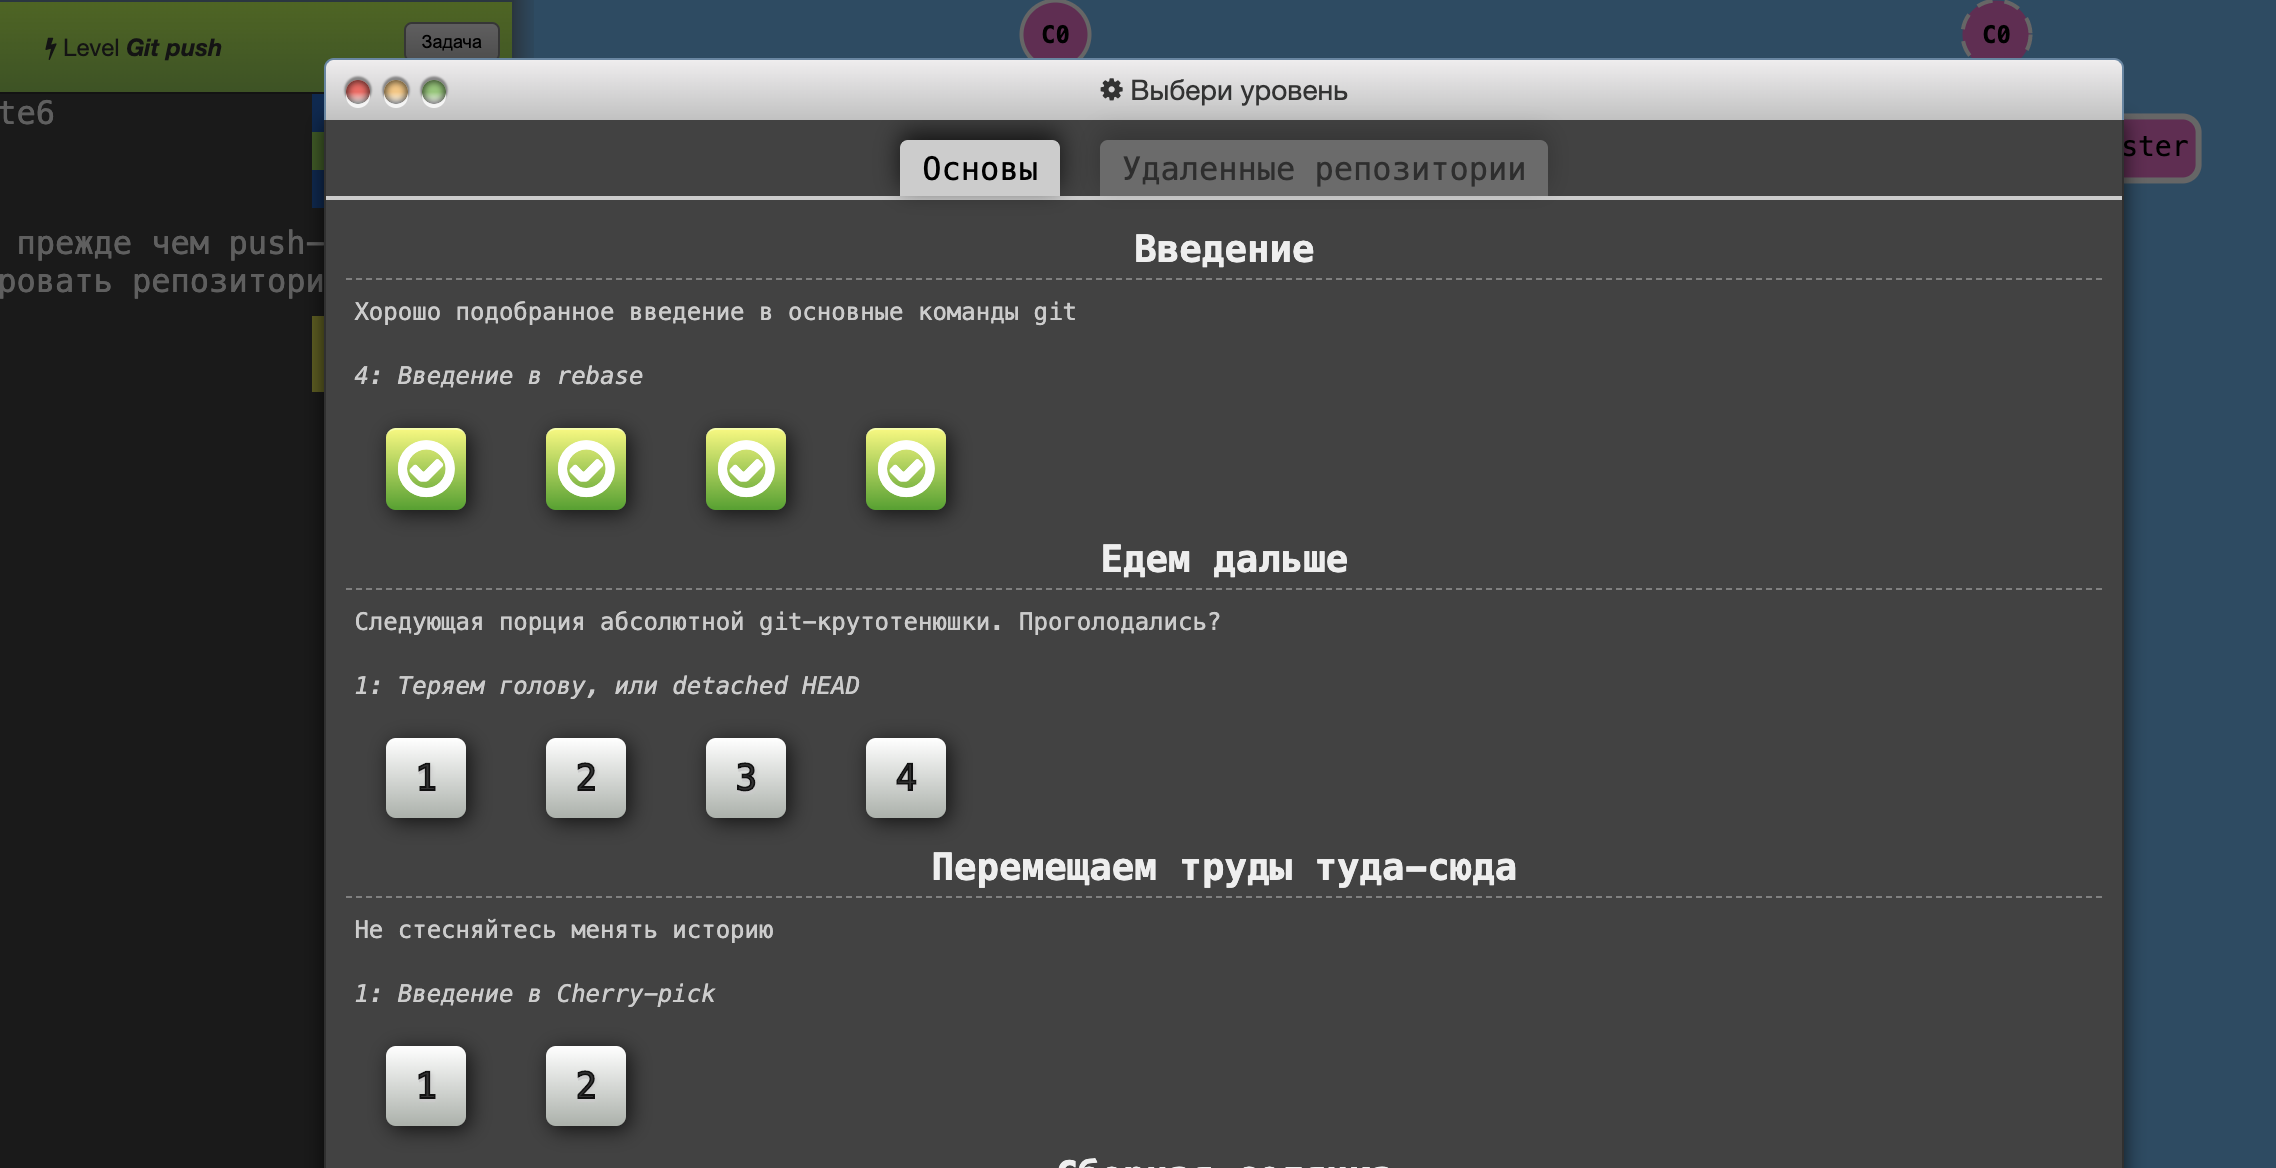 Level Git push
Задача
C0
C0
te6
прежде чем push-
ровать репозитори
ster
Выбери уровень
Основы
Удаленные репозитории
Введение
Хорошо подобранное введение в основные команды git
4: Введение в rebase
Едем дальше
Следующая порция абсолютной git-крутотенюшки. Проголодались?
1: Теряем голову, или detached HEAD
1 2 3 4
Перемещаем труды туда-сюда
Не стесняйтесь менять историю
1: Введение в Cherry-pick
1 2